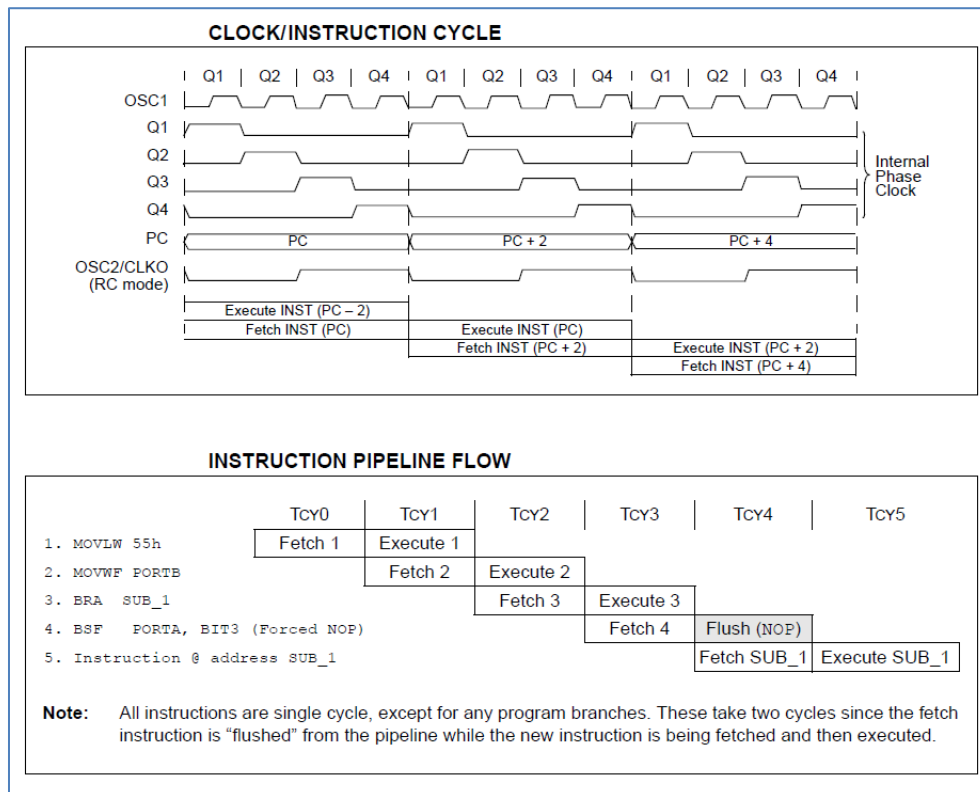 CLOCK/INSTRUCTION CYCLE
Q1 | Q2 | Q3 | Q4 | Q1 | Q2 | Q3 | Q4 | Q1 | Q2 | Q3 | Q4
OSC1
Q1
Q2
Q3
Q4
Internal
Phase
Clock
PC PC PC + 2 PC + 4
OSC2/CLKO
(RC mode)
Execute INST (PC – 2)
Fetch INST (PC) Execute INST (PC)
Fetch INST (PC + 2) Execute INST (PC + 2)
Fetch INST (PC + 4)
INSTRUCTION PIPELINE FLOW
TCY0 TCY1 TCY2 TCY3 TCY4 TCY5
1. MOVLW 55h Fetch 1 Execute 1
2. MOVWF PORTB Fetch 2 Execute 2
3. BRA SUB_1 Fetch 3 Execute 3
4. BSF PORTA, BIT3 (Forced NOP) Fetch 4 Flush (NOP)
5. Instruction @ address SUB_1 Fetch SUB_1 Execute SUB_1
Note: All instructions are single cycle, except for any program branches. These take two cycles since the fetch
instruction is “flushed” from the pipeline while the new instruction is being fetched and then executed.